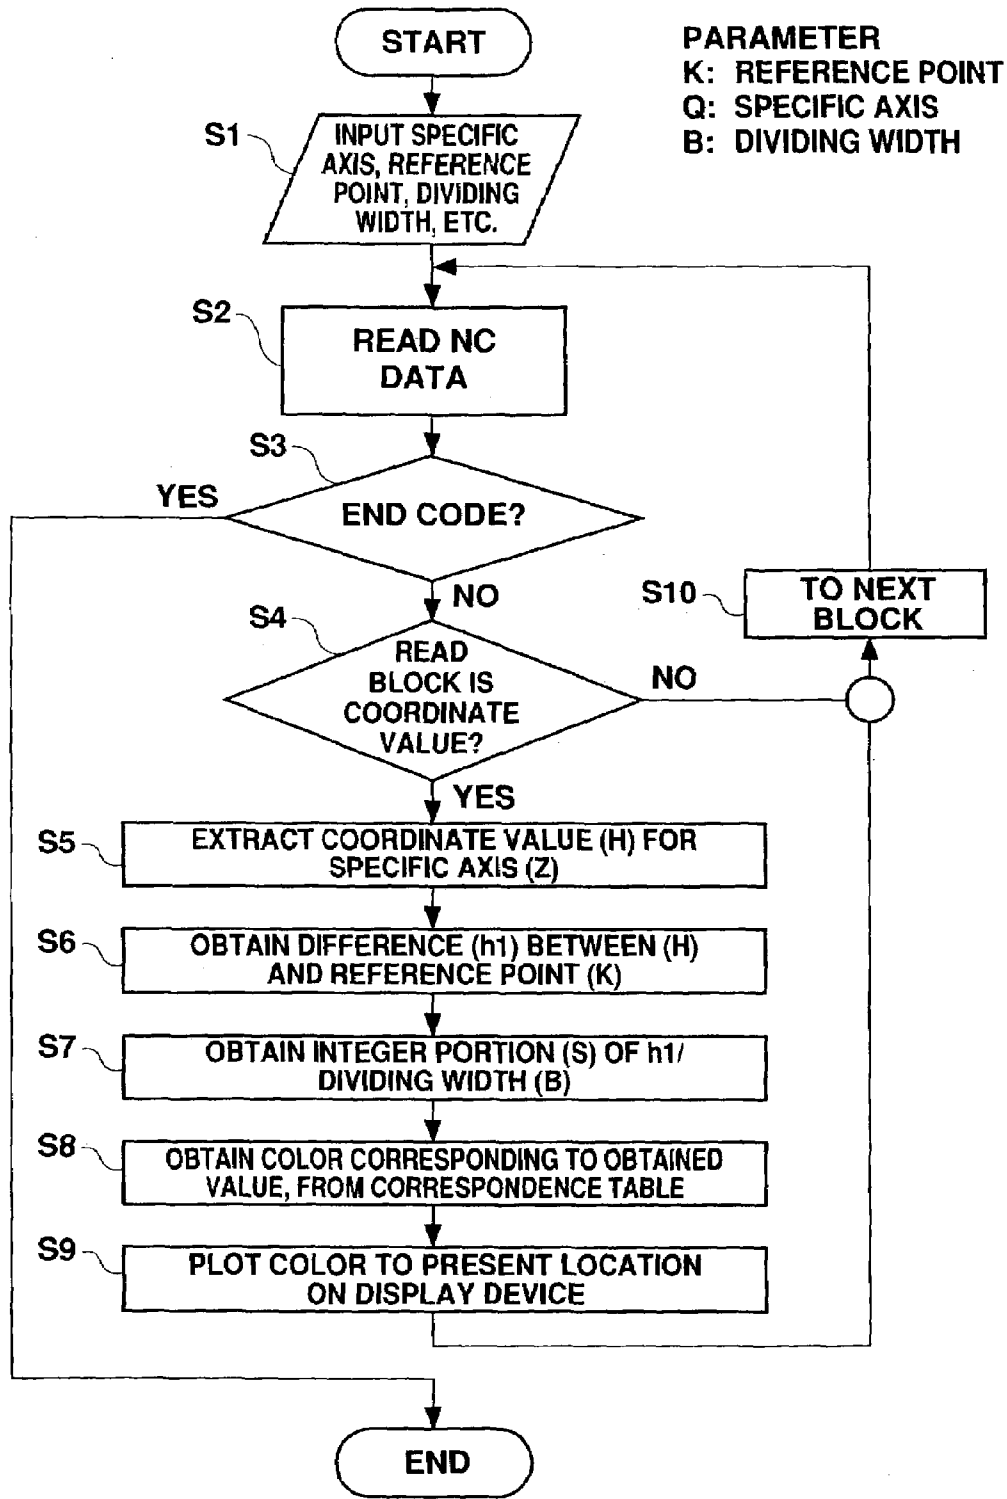 START
PARAMETER
K: REFERENCE POINT
Q: SPECIFIC AXIS
B: DIVIDING WIDTH
S1
INPUT SPECIFIC
AXIS, REFERENCE
POINT, DIVIDING
WIDTH, ETC.
S2
READ NC
DATA
S3
YES
END CODE?
NO
S10
TO NEXT
BLOCK
S4
READ
BLOCK IS
COORDINATE
VALUE?
NO
YES
S5
EXTRACT COORDINATE VALUE (H) FOR
SPECIFIC AXIS (Z)
S6
OBTAIN DIFFERENCE (h1) BETWEEN (H)
AND REFERENCE POINT (K)
S7
OBTAIN INTEGER PORTION (S) OF h1/
DIVIDING WIDTH (B)
S8
OBTAIN COLOR CORRESPONDING TO OBTAINED
VALUE, FROM CORRESPONDENCE TABLE
S9
PLOT COLOR TO PRESENT LOCATION
ON DISPLAY DEVICE
END